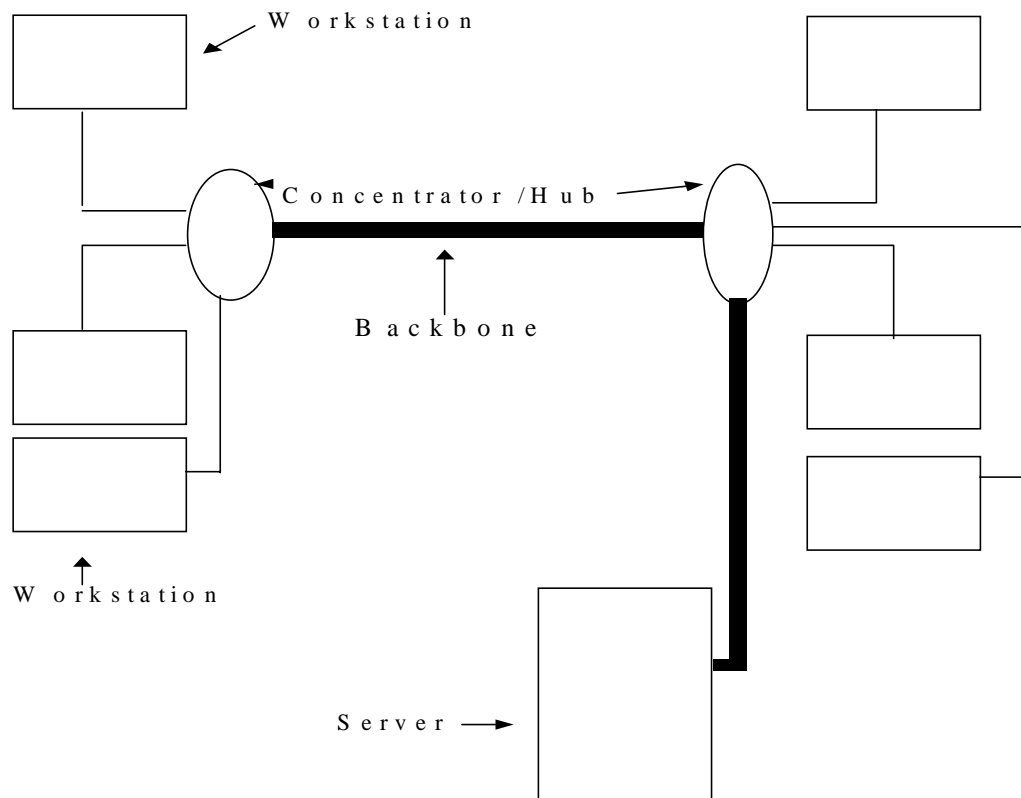 Workstation
Concentrator/Hub
Backbone
Workstation
Server